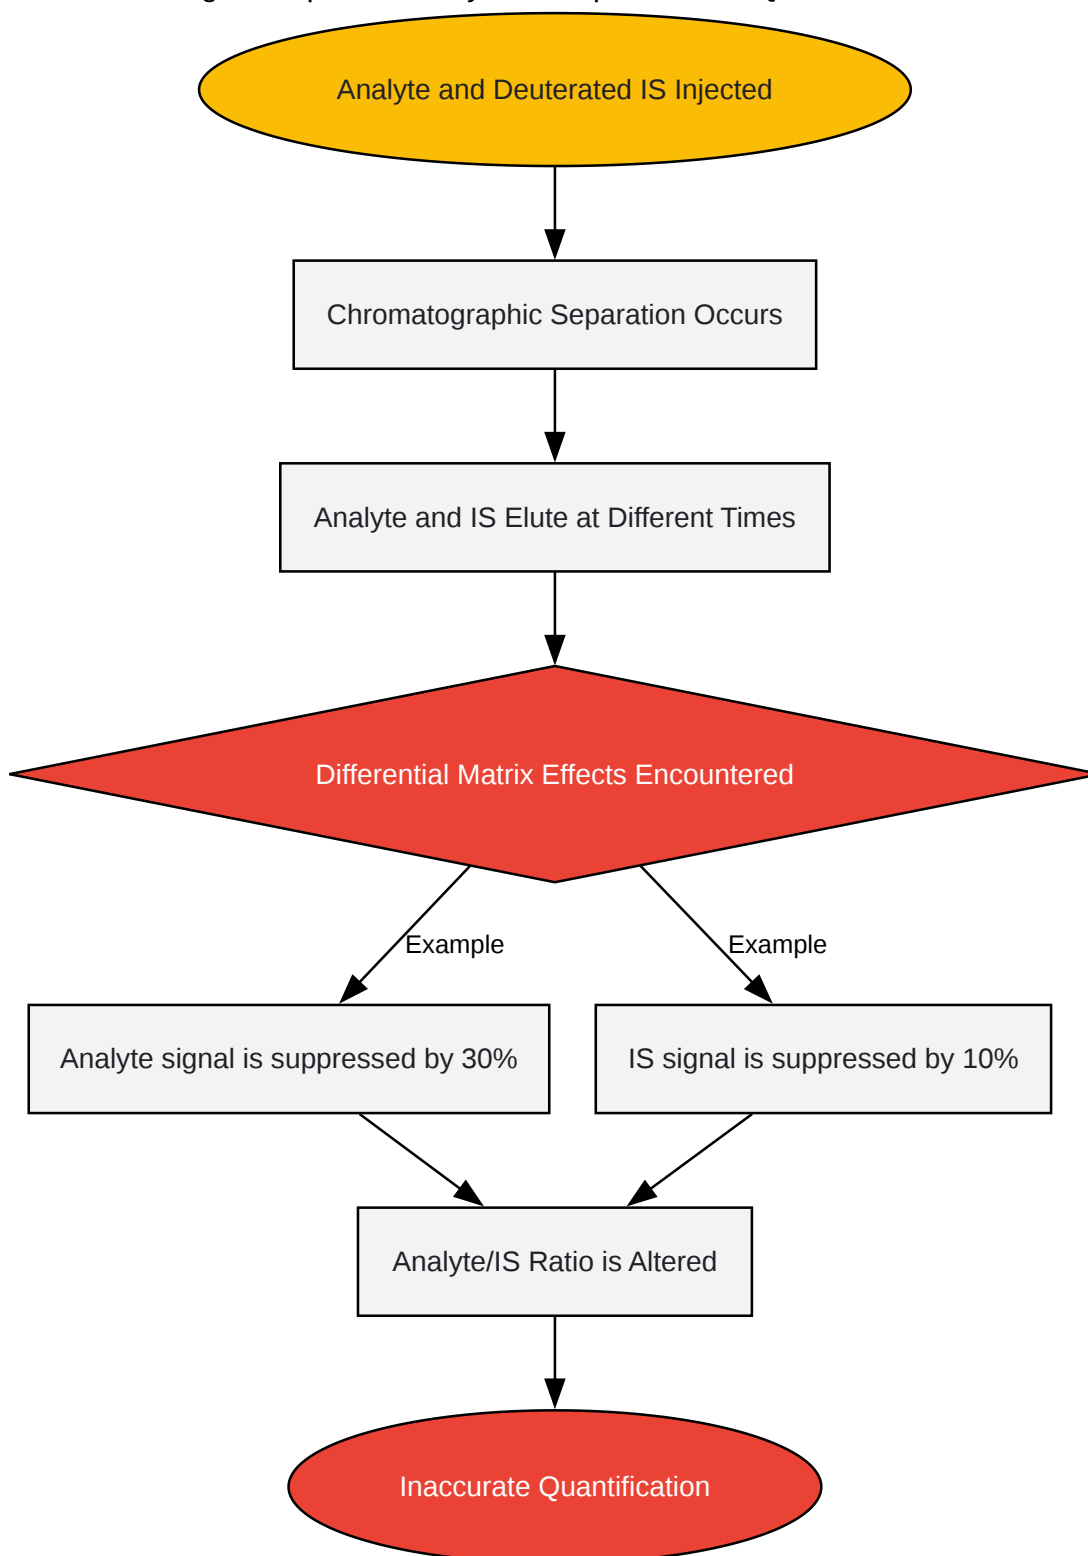 Analyte and Deuterated IS Injected
Chromatographic Separation Occurs
Analyte and IS Elute at Different Times
Differential Matrix Effects Encountered
Example
Example
Analyte signal is suppressed by 30%
IS signal is suppressed by 10%
Analyte/IS Ratio is Altered
Inaccurate Quantification